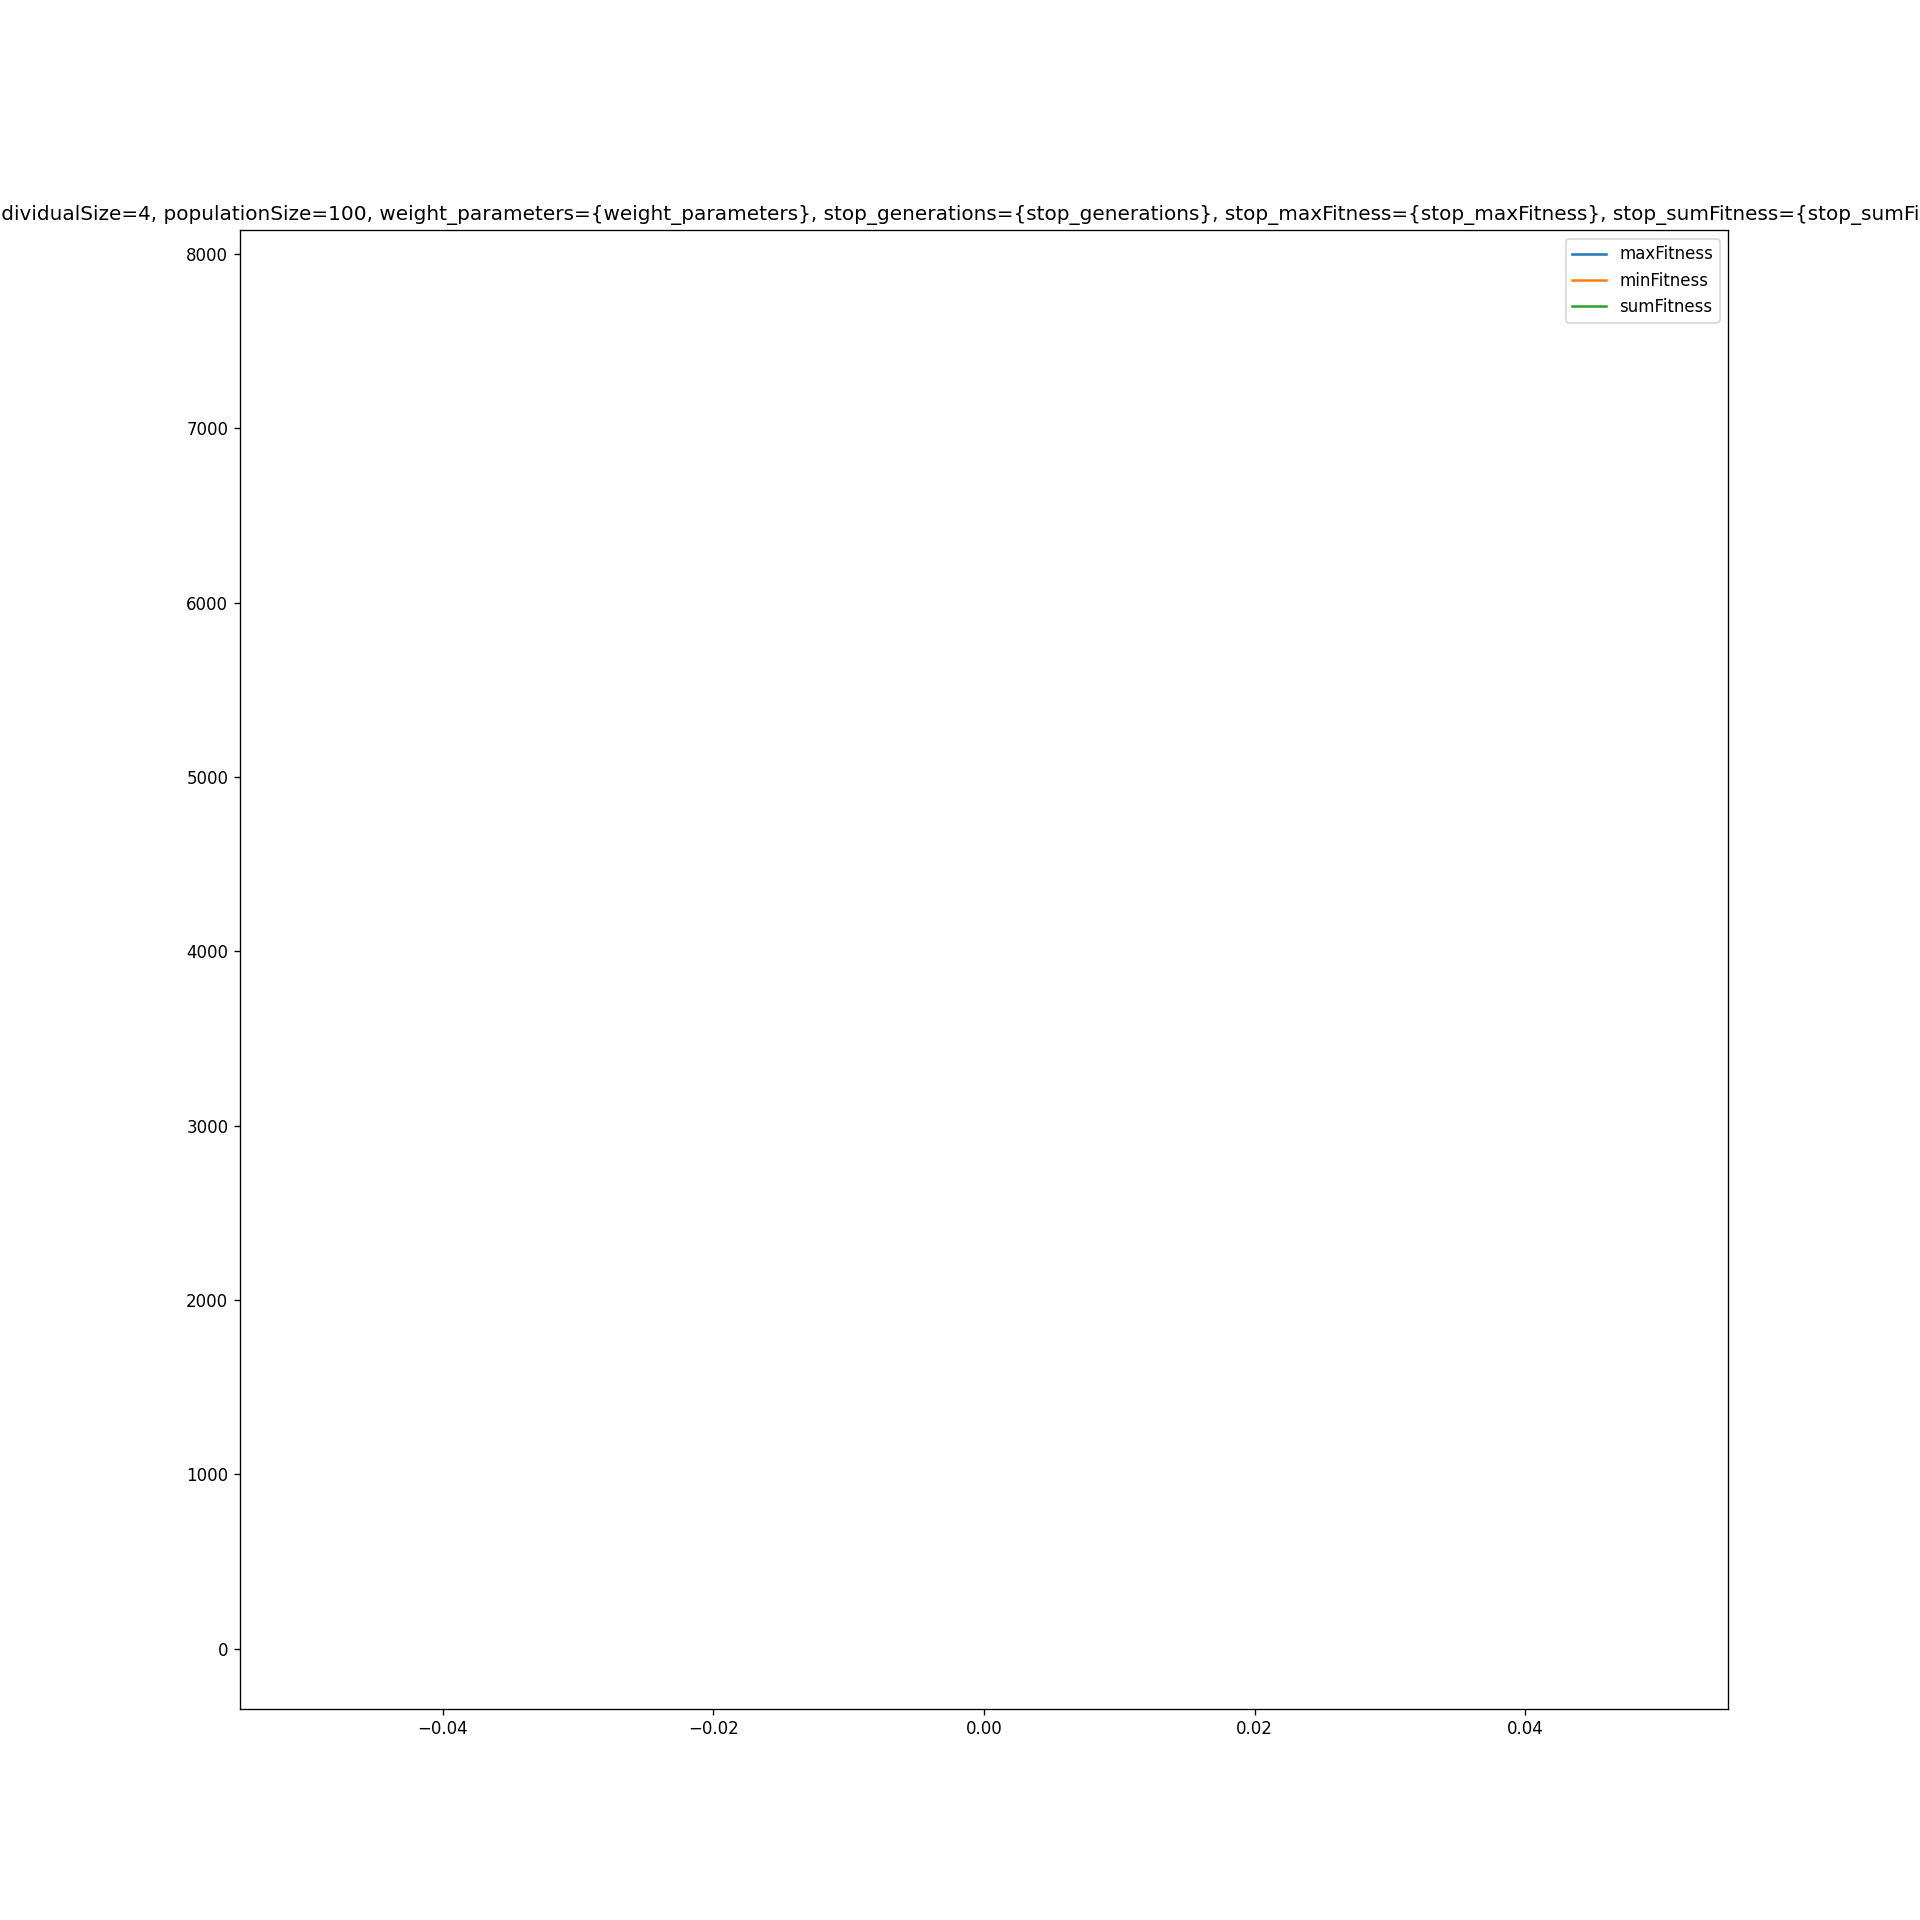 dividualSize=4, populationSize=100, weight_parameters={weight_parameters}, stop_generations={stop_generations}, stop_maxFitness={stop_maxFitness}, stop_sumFitness={stop_sumFi
maxFitness
minFitness
sumFitness
8000
7000
6000
5000
4000
3000
2000
1000
0
−0.04 −0.02 0.00 0.02 0.04